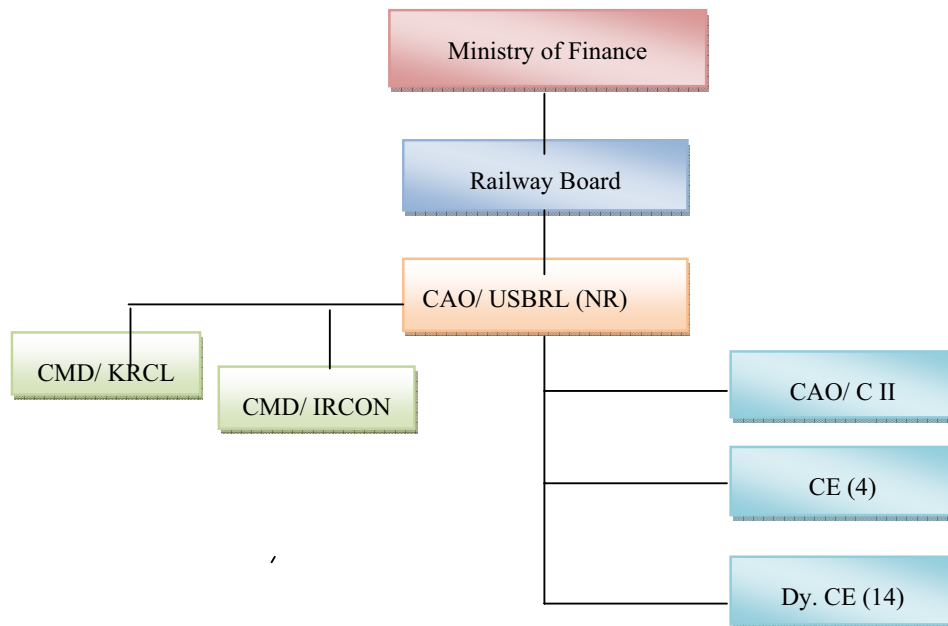 Ministry of Finance
Railway Board
CAO/ USBRL (NR)
CMD/ KRCL
CMD/ IRCON
CAO/ C II
CE (4)
Dy. CE (14)